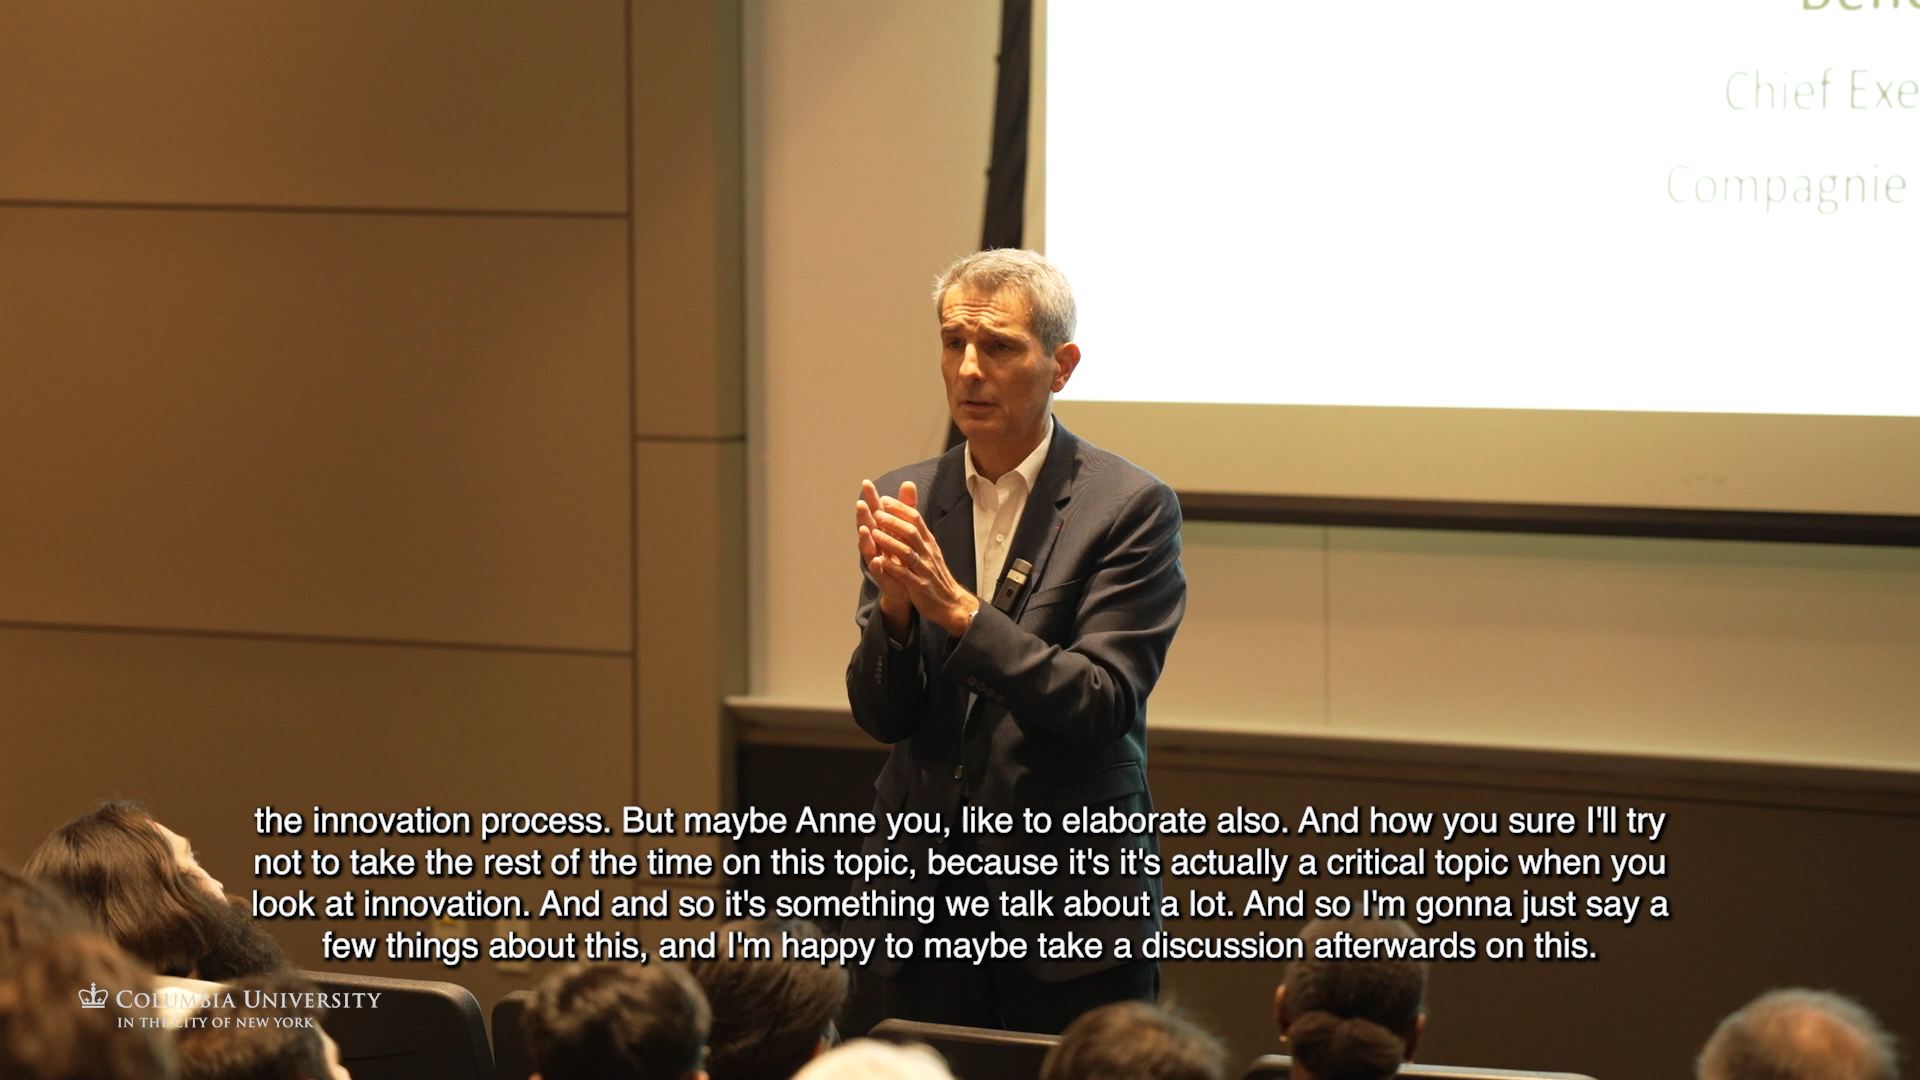 Chief Exe
Compagnie
the innovation process. But maybe Anne you, like to elaborate also. And how you sure I'll try
not to take the rest of the time on this topic, because it's it's actually a critical topic when you
look at innovation. And and so it's something we talk about a lot. And so I'm gonna just say a
few things about this, and I'm happy to maybe take a discussion afterwards on this.
COLUMBIA UNIVERSITY
IN THE CITY OF NEW YORK